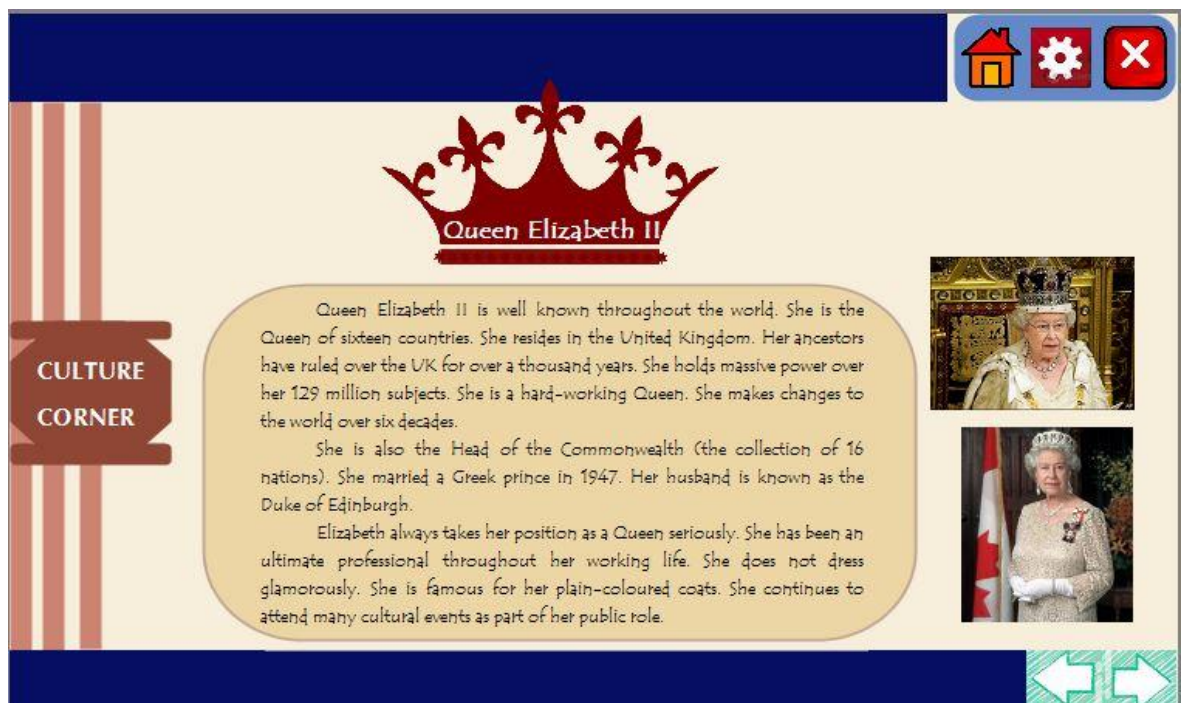 Queen Elizabeth II
CULTURE
CORNER
Queen Elizabeth II is well known throughout the world. She is the
Queen of sixteen countries. She resides in the United Kingdom. Her ancestors
have ruled over the UK for over a thousand years. She holds massive power over
her 129 million subjects. She is a hard-working Queen. She makes changes to
the world over six decades.
She is also the Head of the Commonwealth (the collection of 16
nations). She married a Greek prince in 1947. Her husband is known as the
Duke of Edinburgh.
Elizabeth always takes her position as a Queen seriously. She has been an
ultimate professional throughout her working life. She does not dress
glamorously. She is famous for her plain-coloured coats. She continues to
attend many cultural events as part of her public role.